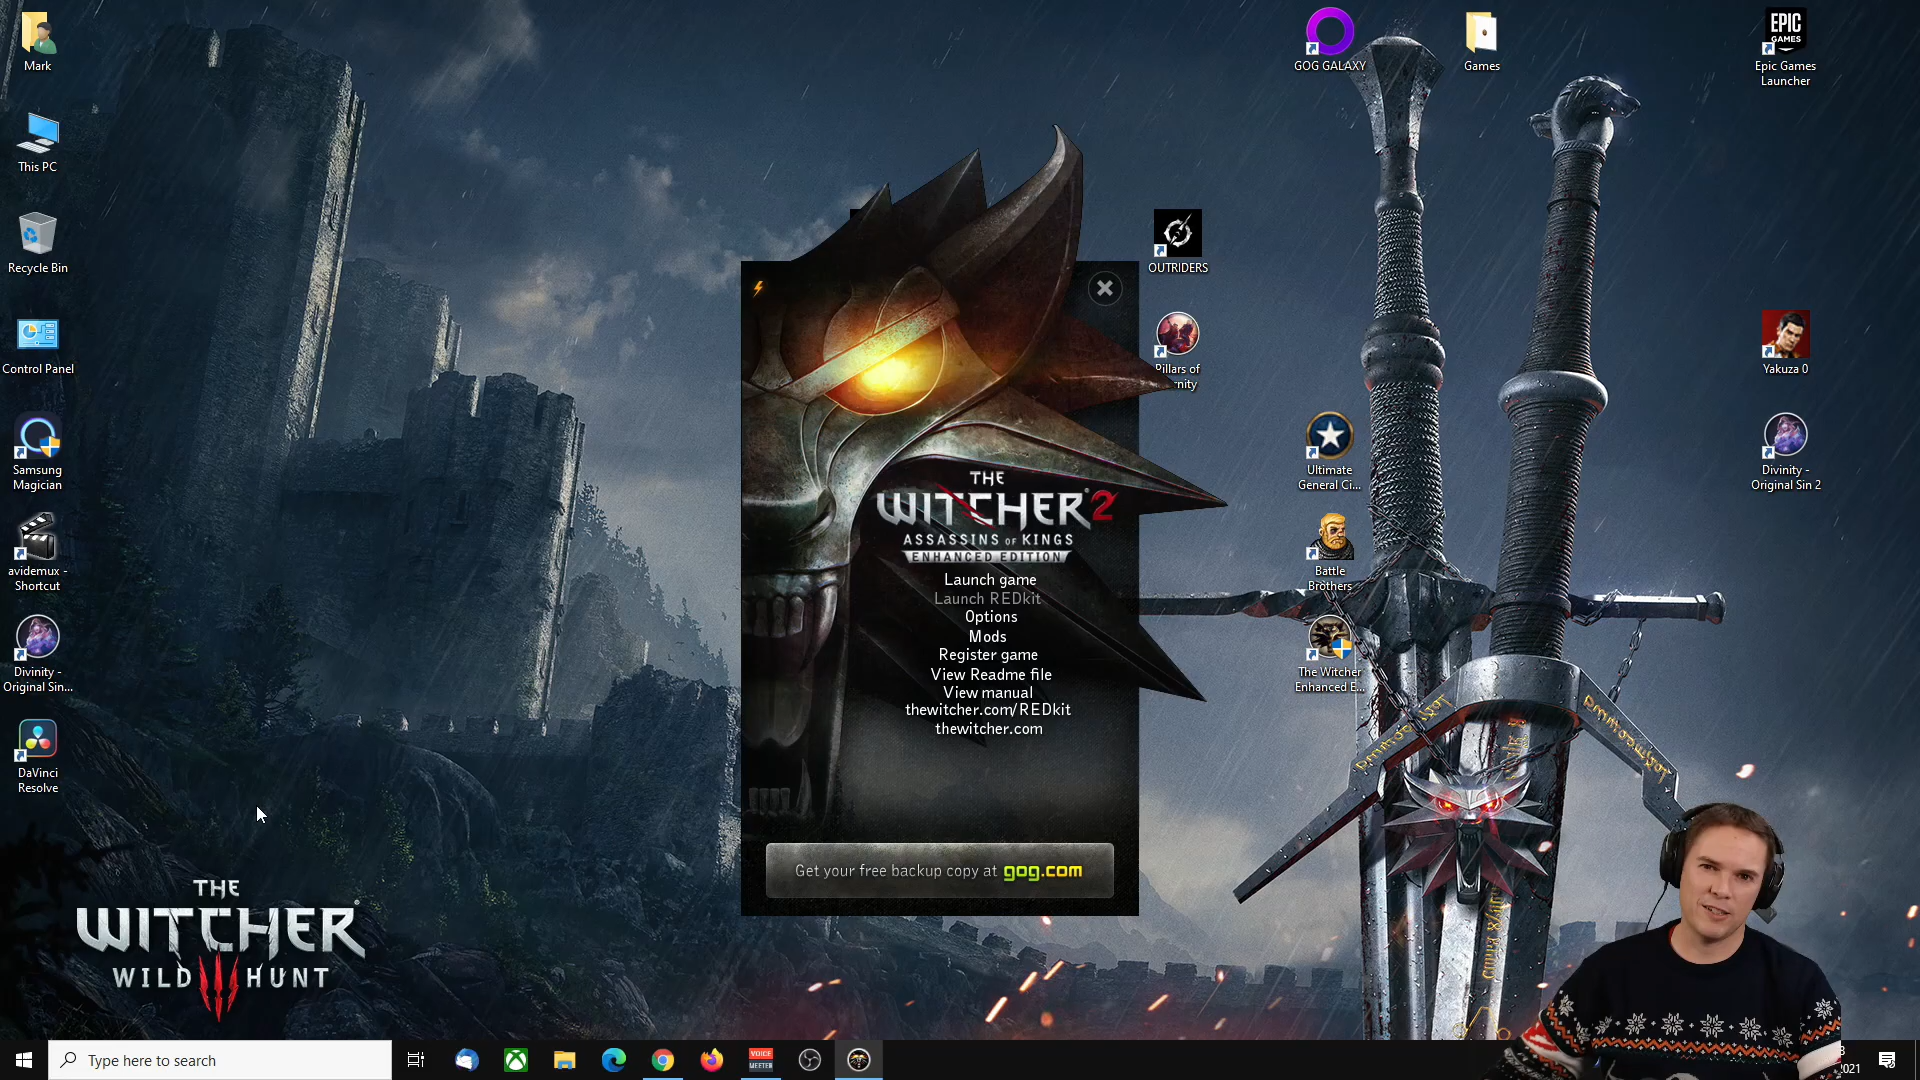 Mark
This PC
Recycle Bin
Control Panel
Samsung
Magician
avidemux -
Shortcut
Divinity -
Original Sin...
DaVinci
Resolve
THE
WITCHER
WILD HUNT
GOG GALAXY
Games
EPIC
GAMES
Epic Games
Launcher
OUTRIDERS
Pillars of
Yakuza 0
Ultimate
General Ci...
Divinity -
Original Sin 2
Battle
Brothers
The Witcher
Enhanced E...
THE
WITCHER 2
ASSASSINS OF KINGS
ENHANCED EDITION
Launch game
Launch REDkit
Options
Mods
Register game
View Readme file
View manual
thewitcher.com/REDkit
thewitcher.com
Get your free backup copy at gog.com
Type here to search
VOICE
MEETER
2021